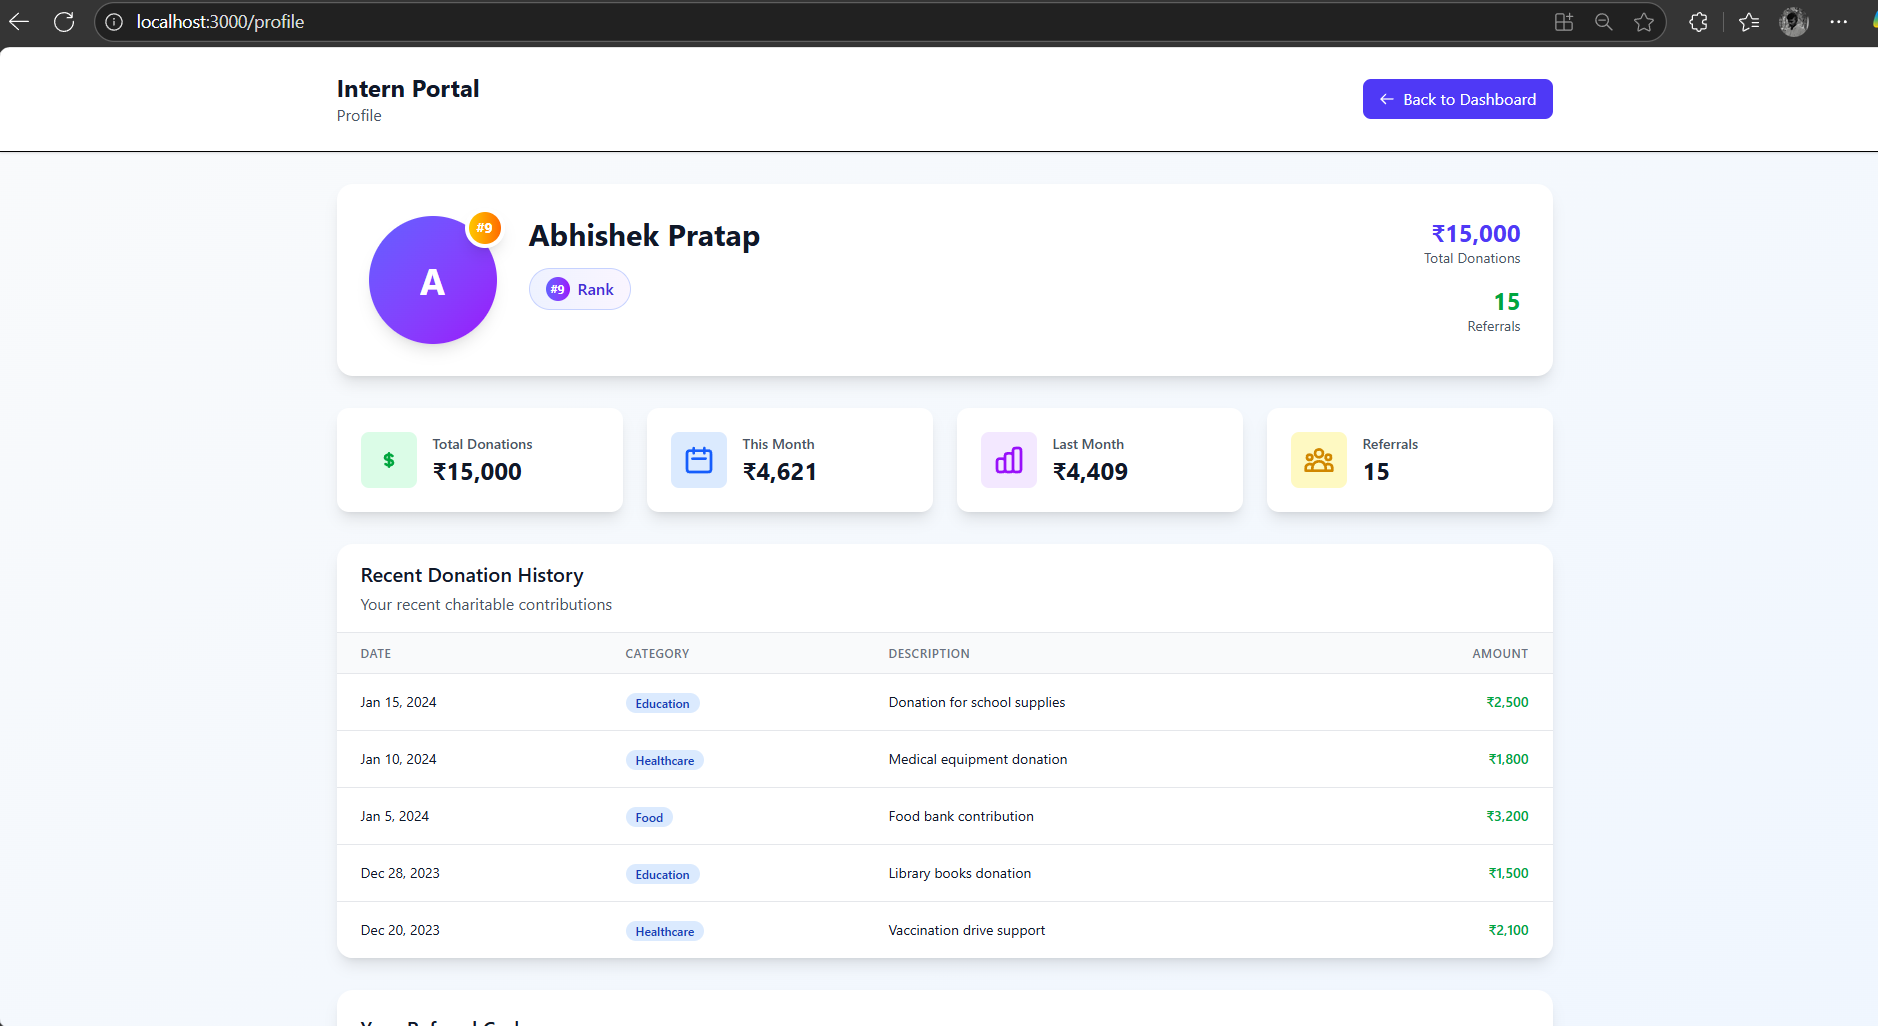 localhost:3000/profile
Intern Portal
Profile
← Back to Dashboard
A
#9
Abhishek Pratap
#9 Rank
₹15,000
Total Donations
15
Referrals
$
Total Donations
₹15,000
This Month
₹4,621
Last Month
₹4,409
Referrals
15
Recent Donation History
Your recent charitable contributions
DATE CATEGORY DESCRIPTION AMOUNT
Jan 15, 2024 Education Donation for school supplies ₹2,500
Jan 10, 2024 Healthcare Medical equipment donation ₹1,800
Jan 5, 2024 Food Food bank contribution ₹3,200
Dec 28, 2023 Education Library books donation ₹1,500
Dec 20, 2023 Healthcare Vaccination drive support ₹2,100